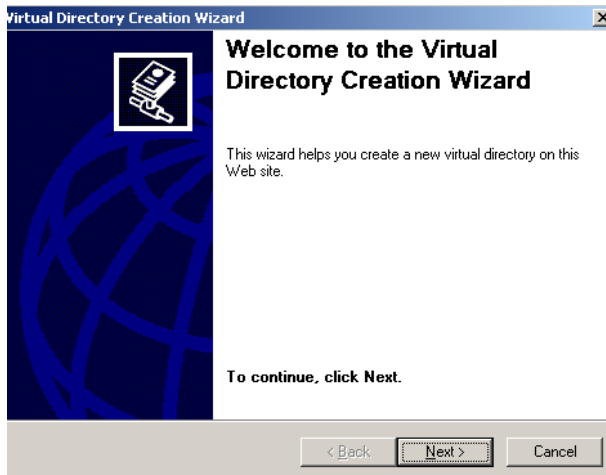 Virtual Directory Creation Wizard
Welcome to the Virtual
Directory Creation Wizard
This wizard helps you create a new virtual directory on this
Web site.
To continue, click Next.
< Back Next > Cancel